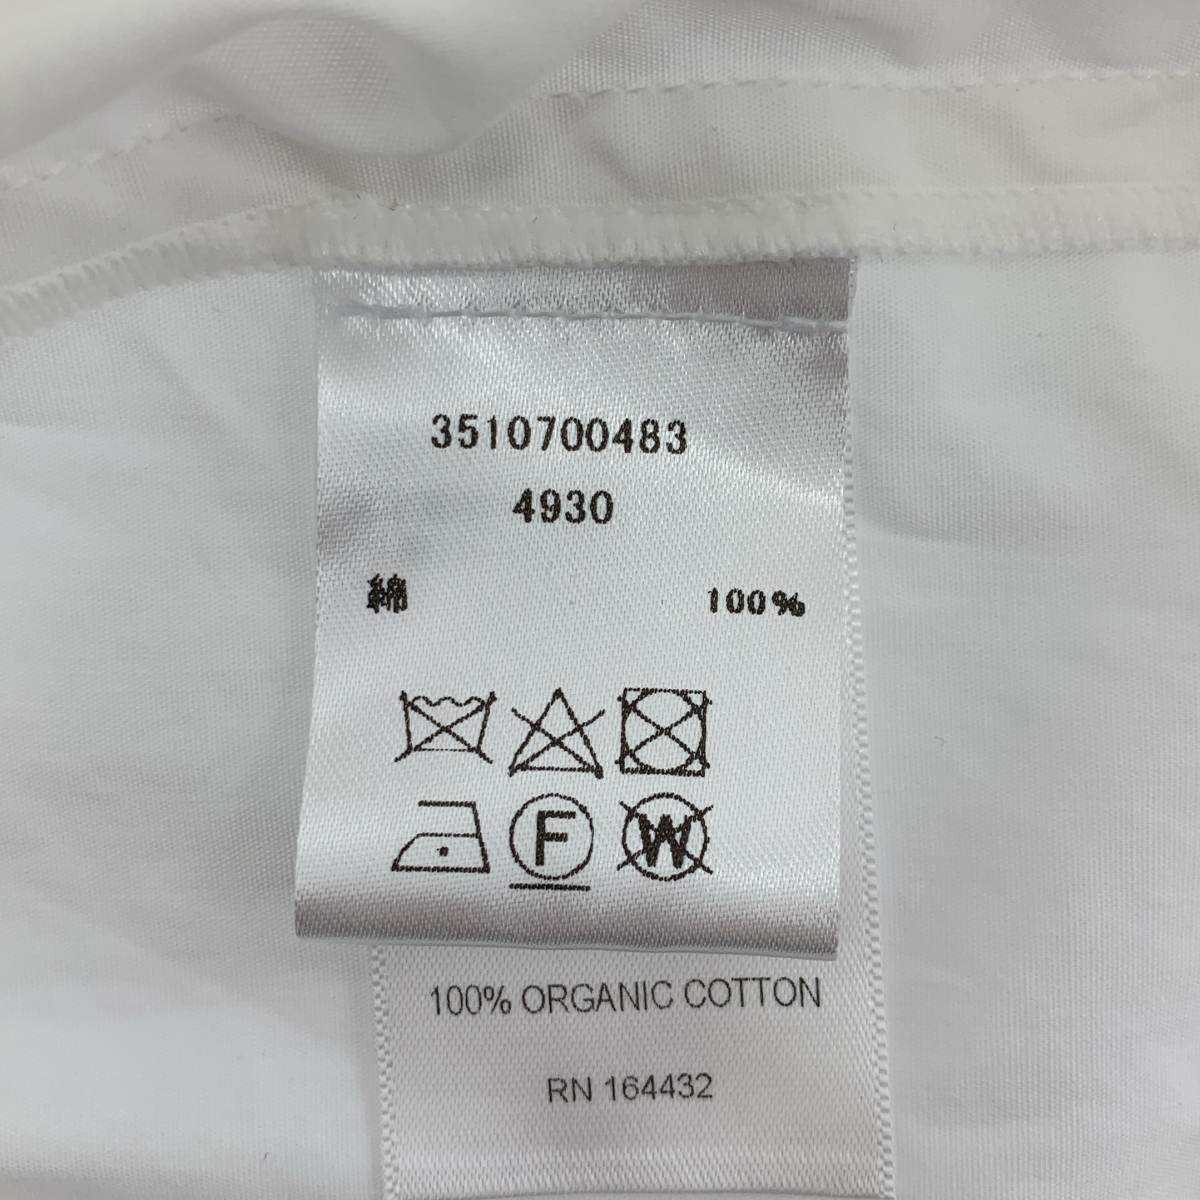 3510700483
4930
綿 100%
F W
100% ORGANIC COTTON
RN 164432